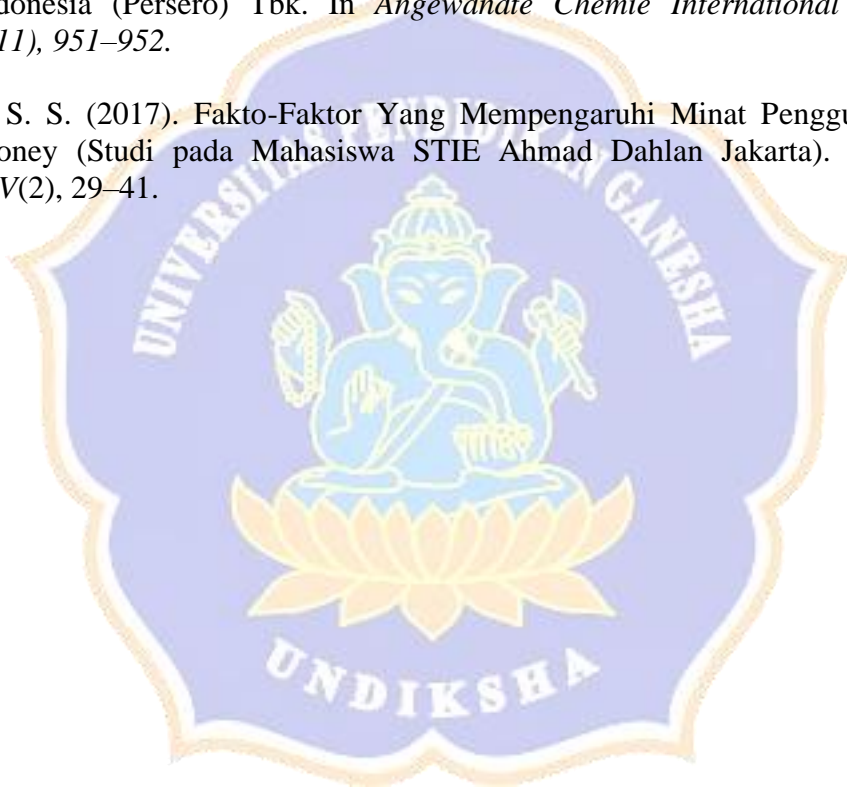 donesia (Persero) Tbk. In Angewandte Chemie International
11), 951–952.
S. S. (2017). Fakto-Faktor Yang Mempengaruhi Minat Penggu
oney (Studi pada Mahasiswa STIE Ahmad Dahlan Jakarta).
V(2), 29–41.
UNIVERSITAS PENDIDIKAN GANESHA
UNDIKSHA